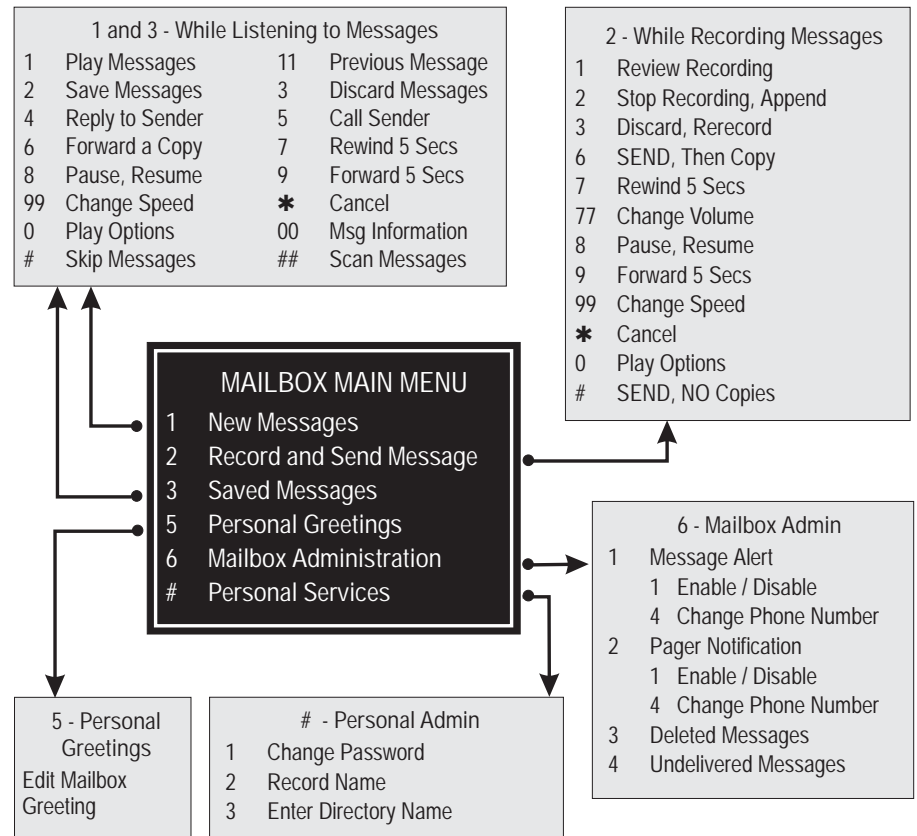 1 and 3 - While Listening to Messages
1 Play Messages 11 Previous Message
2 Save Messages 3 Discard Messages
4 Reply to Sender 5 Call Sender
6 Forward a Copy 7 Rewind 5 Secs
8 Pause, Resume 9 Forward 5 Secs
99 Change Speed ✱ Cancel
0 Play Options 00 Msg Information
# Skip Messages ## Scan Messages
2 - While Recording Messages
1 Review Recording
2 Stop Recording, Append
3 Discard, Rerecord
6 SEND, Then Copy
7 Rewind 5 Secs
77 Change Volume
8 Pause, Resume
9 Forward 5 Secs
99 Change Speed
✱ Cancel
0 Play Options
# SEND, NO Copies
MAILBOX MAIN MENU
1 New Messages
2 Record and Send Message
3 Saved Messages
5 Personal Greetings
6 Mailbox Administration
# Personal Services
6 - Mailbox Admin
1 Message Alert
1 Enable / Disable
4 Change Phone Number
2 Pager Notification
1 Enable / Disable
4 Change Phone Number
3 Deleted Messages
4 Undelivered Messages
5 - Personal
Greetings
Edit Mailbox
Greeting
# - Personal Admin
1 Change Password
2 Record Name
3 Enter Directory Name